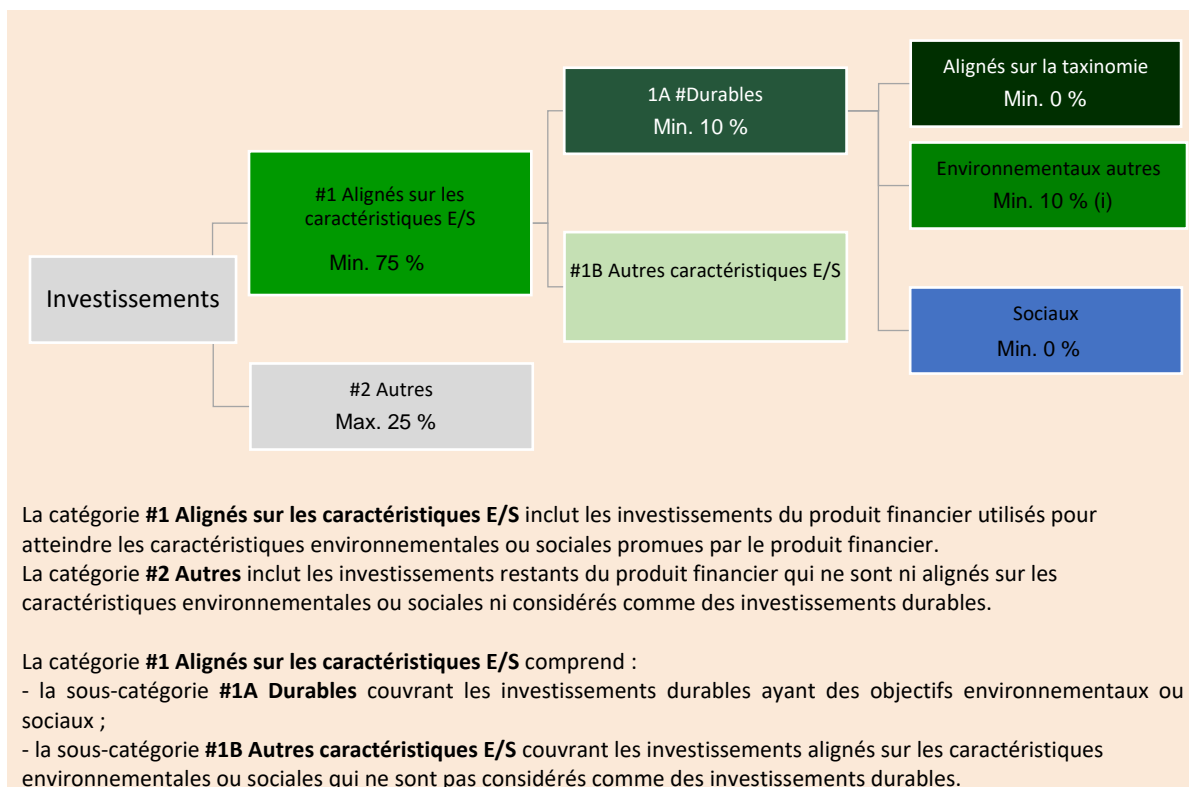 Investissements
#1 Alignés sur les
caractéristiques E/S
Min. 75 %
#2 Autres
Max. 25 %
1A #Durables
Min. 10 %
#1B Autres caractéristiques E/S
Alignés sur la taxinomie
Min. 0 %
Environnementaux autres
Min. 10 % (i)
Sociaux
Min. 0 %
La catégorie #1 Alignés sur les caractéristiques E/S inclut les investissements du produit financier utilisés pour
atteindre les caractéristiques environnementales ou sociales promues par le produit financier.
La catégorie #2 Autres inclut les investissements restants du produit financier qui ne sont ni alignés sur les
caractéristiques environnementales ou sociales ni considérés comme des investissements durables.
La catégorie #1 Alignés sur les caractéristiques E/S comprend :
- la sous-catégorie #1A Durables couvrant les investissements durables ayant des objectifs environnementaux ou
sociaux ;
- la sous-catégorie #1B Autres caractéristiques E/S couvrant les investissements alignés sur les caractéristiques
environnementales ou sociales qui ne sont pas considérés comme des investissements durables.